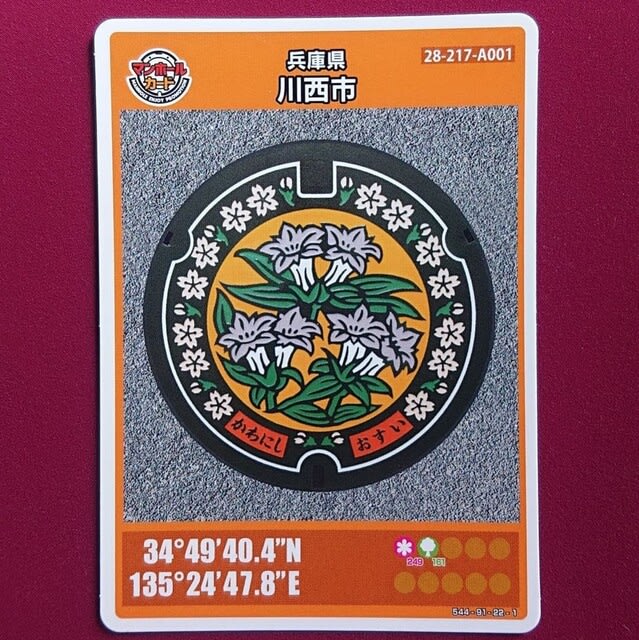 マンホール
カード
兵庫県
川西市
28-217-A001
かわにし
おすい
34°49'40.4"N
135°24'47.8"E
249 181
544-91-22-1